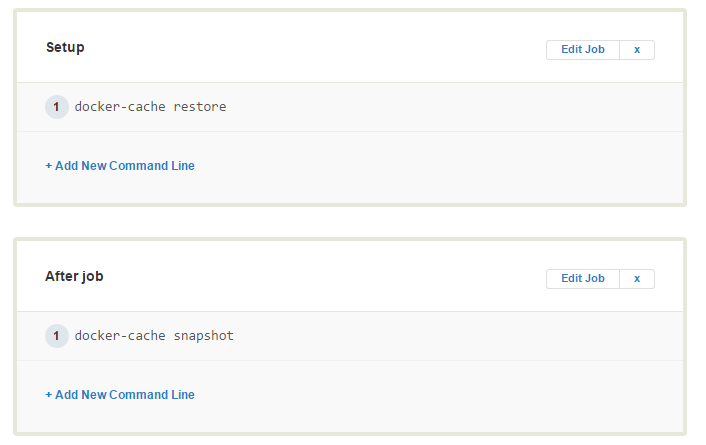 Setup
Edit Job x
1 docker-cache restore
+ Add New Command Line
After job
Edit Job x
1 docker-cache snapshot
+ Add New Command Line